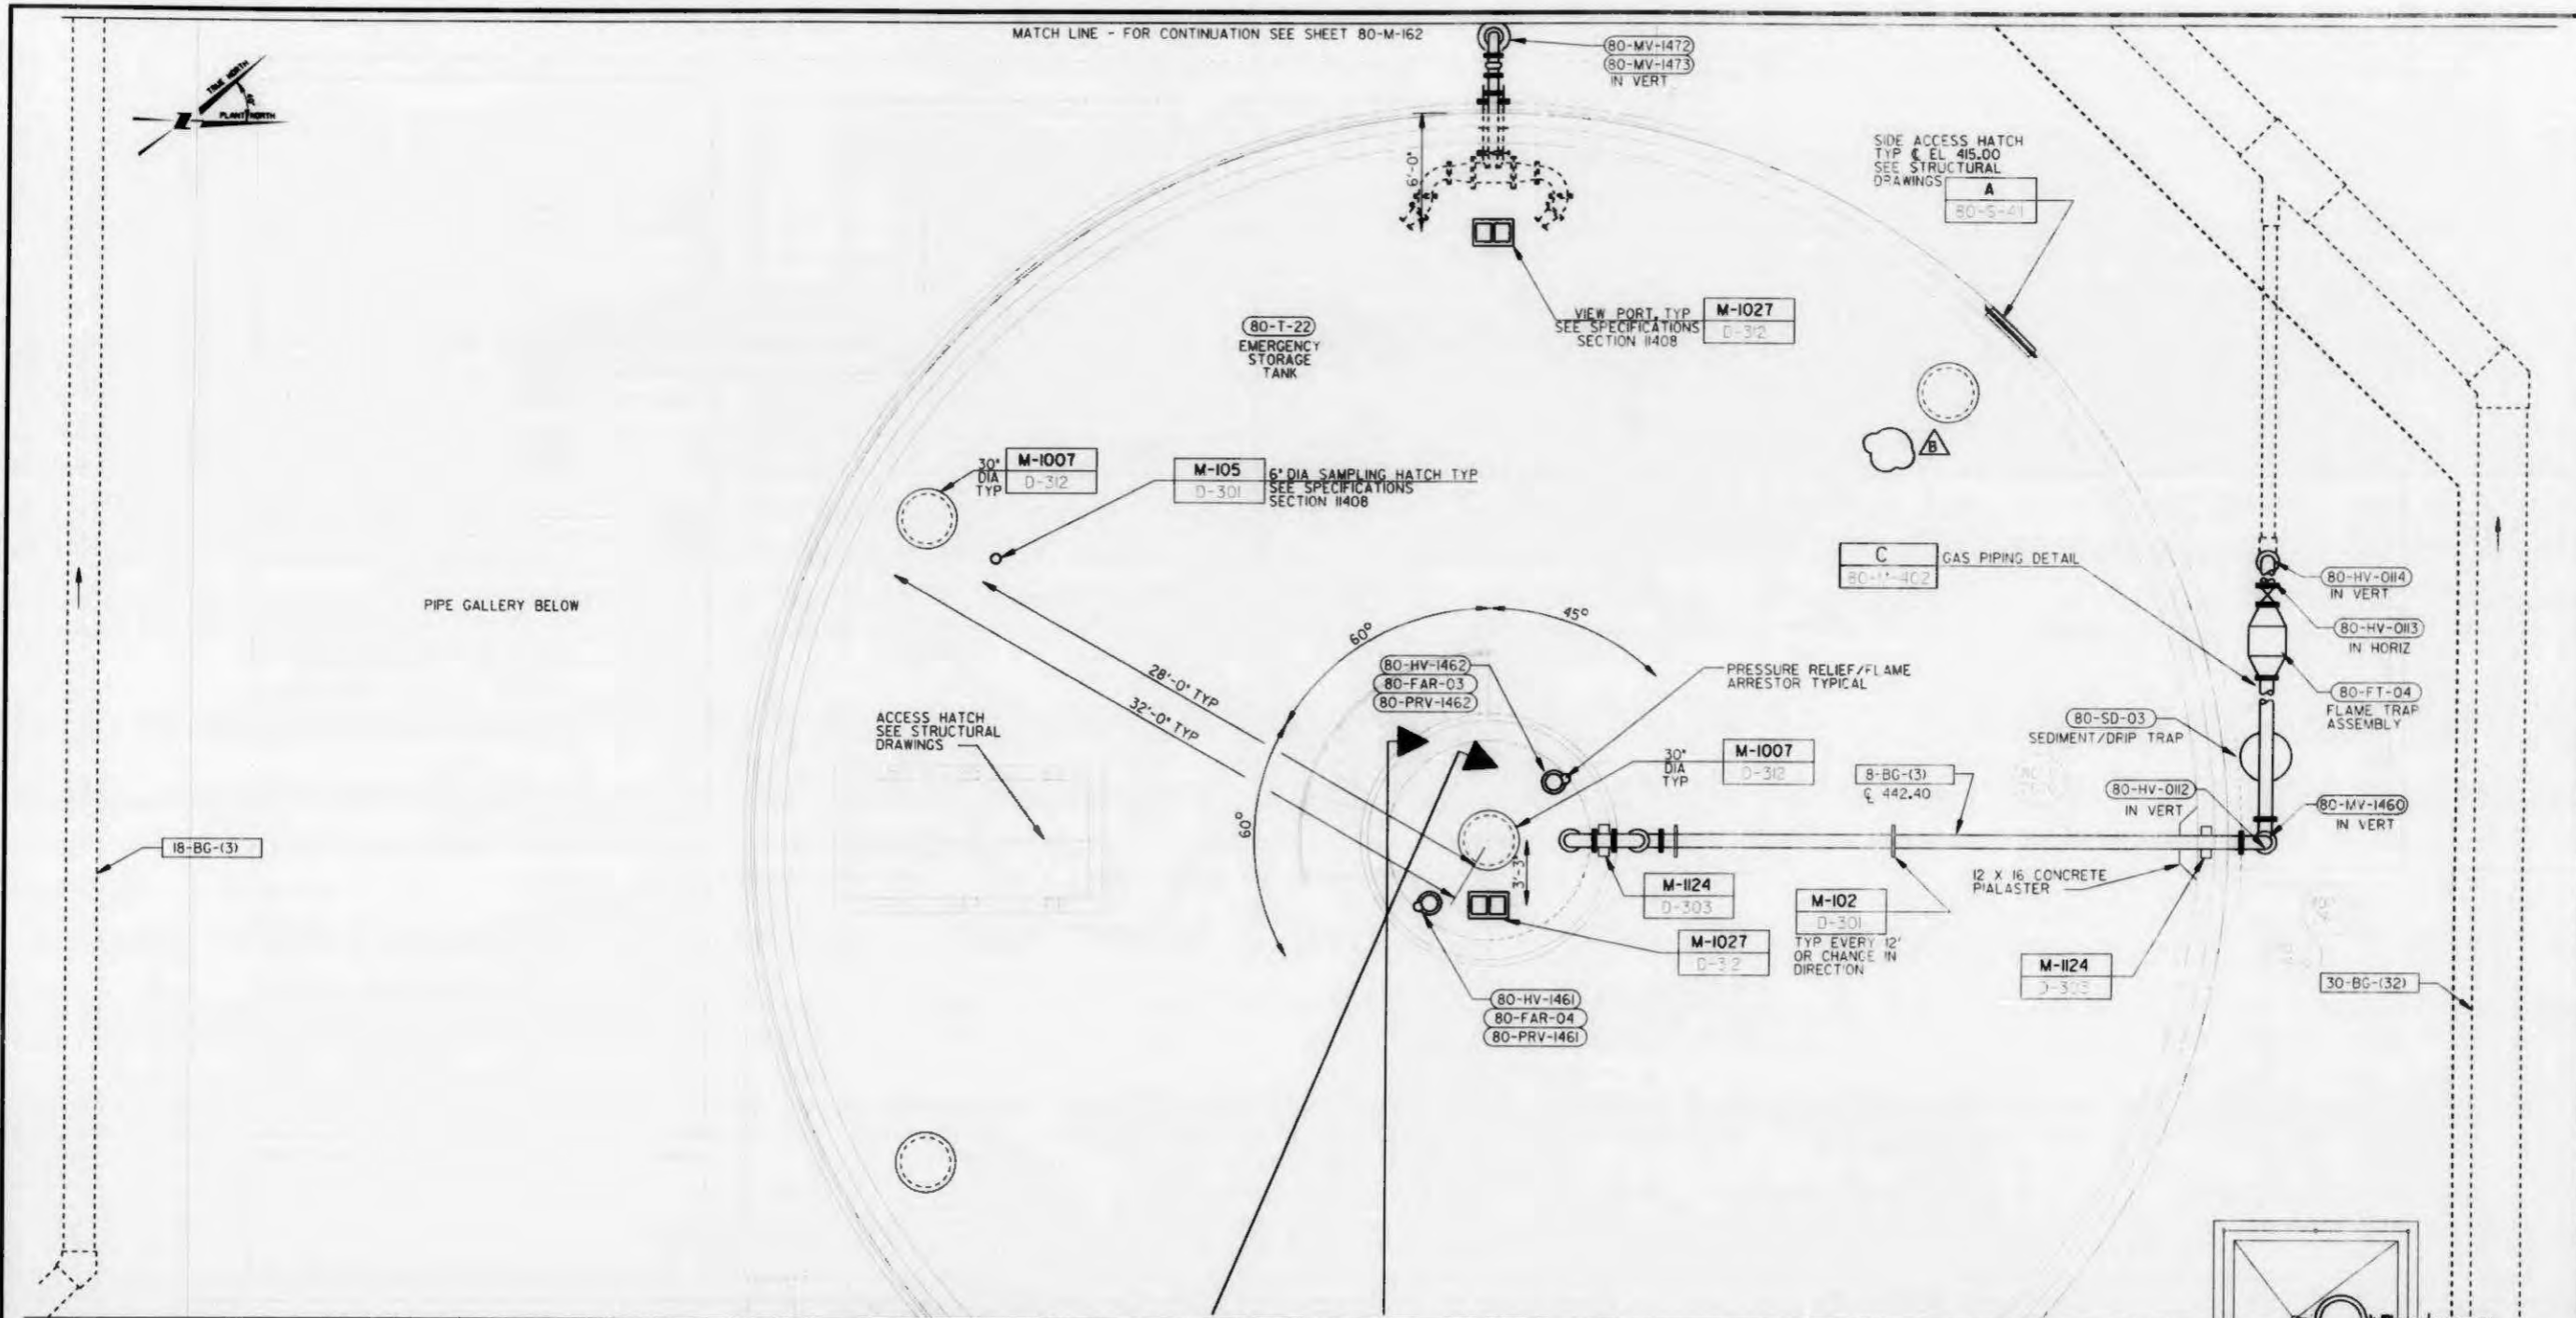 MATCH LINE - FOR CONTINUATION SEE SHEET 80-M-162
80-MV-1472
80-MV-1473
IN VERT
TRUE NORTH
PLANT NORTH
6'-0"
SIDE ACCESS HATCH
TYP ℄ EL 415.00
SEE STRUCTURAL
DRAWINGS
A
80-S-41
80-T-22
EMERGENCY
STORAGE
TANK
VIEW PORT, TYP
SEE SPECIFICATIONS
SECTION 11408
M-1027
D-312
B
30"
DIA
TYP
M-1007
D-312
M-105
D-301
6" DIA SAMPLING HATCH TYP
SEE SPECIFICATIONS
SECTION 11408
C
80-M-402
GAS PIPING DETAIL
80-HV-0114
IN VERT
80-HV-0113
IN HORIZ
80-FT-04
FLAME TRAP
ASSEMBLY
PIPE GALLERY BELOW
60°
45°
28'-0" TYP
32'-0" TYP
60°
80-HV-1462
80-FAR-03
80-PRV-1462
PRESSURE RELIEF/FLAME
ARRESTOR TYPICAL
ACCESS HATCH
SEE STRUCTURAL
DRAWINGS
80-SD-03
SEDIMENT/DRIP TRAP
30"
DIA
TYP
M-1007
D-312
8-BG-(3)
℄ 442.40
80-HV-0112
IN VERT
80-MV-1460
IN VERT
18-BG-(3)
3'-3"
12 X 16 CONCRETE
PIALASTER
M-1124
D-303
M-102
D-301
TYP EVERY 12'
OR CHANGE IN
DIRECTION
M-1027
D-312
M-1124
D-303
30-BG-(32)
80-HV-1461
80-FAR-04
80-PRV-1461